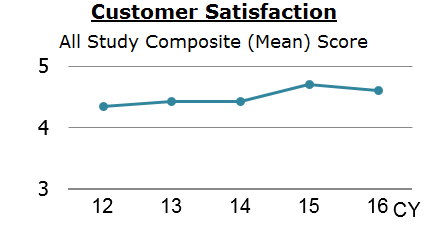 Customer Satisfaction
All Study Composite (Mean) Score
5
4
3
12 13 14 15 16 CY